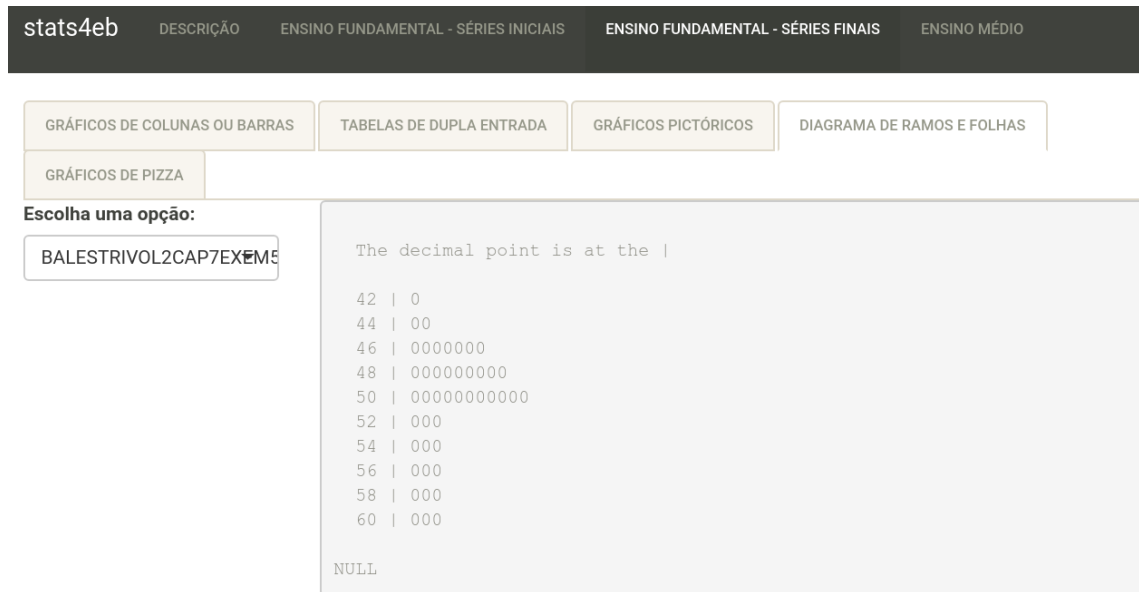 stats4eb DESCRIÇÃO ENSINO FUNDAMENTAL - SÉRIES INICIAIS ENSINO FUNDAMENTAL - SÉRIES FINAIS ENSINO MÉDIO
GRÁFICOS DE COLUNAS OU BARRAS TABELAS DE DUPLA ENTRADA GRÁFICOS PICTÓRICOS DIAGRAMA DE RAMOS E FOLHAS
GRÁFICOS DE PIZZA
Escolha uma opção:
BALESTRIVOL2CAP7EXEM5
The decimal point is at the |
42 | 0
44 | 00
46 | 0000000
48 | 000000000
50 | 00000000000
52 | 000
54 | 000
56 | 000
58 | 000
60 | 000
NULL